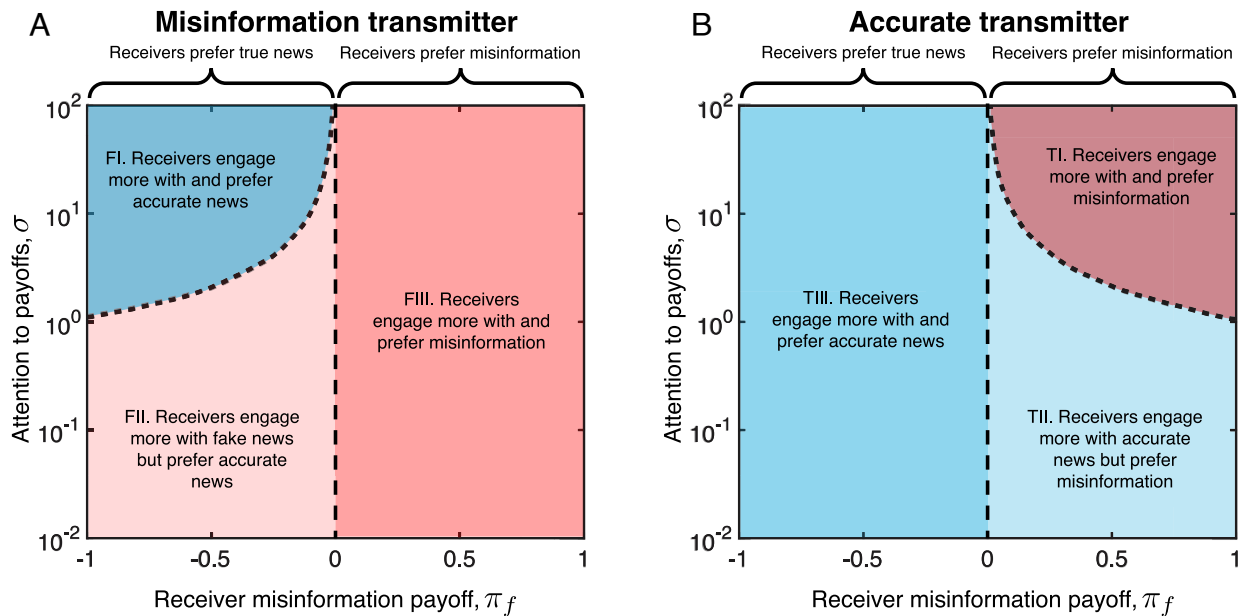 A
Misinformation transmitter
Receivers prefer true news
Receivers prefer misinformation
10²
10¹
10⁰
10⁻¹
10⁻²
Attention to payoffs, σ
FI. Receivers engage
more with and prefer
accurate news
FII. Receivers engage
more with fake news
but prefer accurate
news
FIII. Receivers
engage more with and
prefer misinformation
-1
-0.5
0
0.5
1
Receiver misinformation payoff, π_f
B
Accurate transmitter
Receivers prefer true news
Receivers prefer misinformation
10²
10¹
10⁰
10⁻¹
10⁻²
Attention to payoffs, σ
TIII. Receivers
engage more with and
prefer accurate news
TI. Receivers engage
more with and prefer
misinformation
TII. Receivers engage
more with accurate
news but prefer
misinformation
-1
-0.5
0
0.5
1
Receiver misinformation payoff, π_f